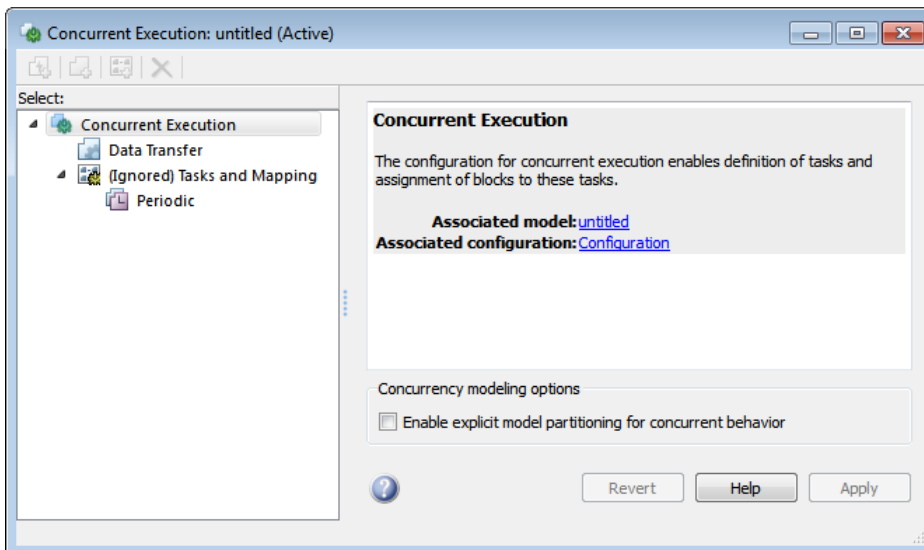 Concurrent Execution: untitled (Active)
Select:
Concurrent Execution
Data Transfer
(Ignored) Tasks and Mapping
Periodic
Concurrent Execution
The configuration for concurrent execution enables definition of tasks and
assignment of blocks to these tasks.
Associated model:untitled
Associated configuration:Configuration
Concurrency modeling options
Enable explicit model partitioning for concurrent behavior
Revert Help Apply